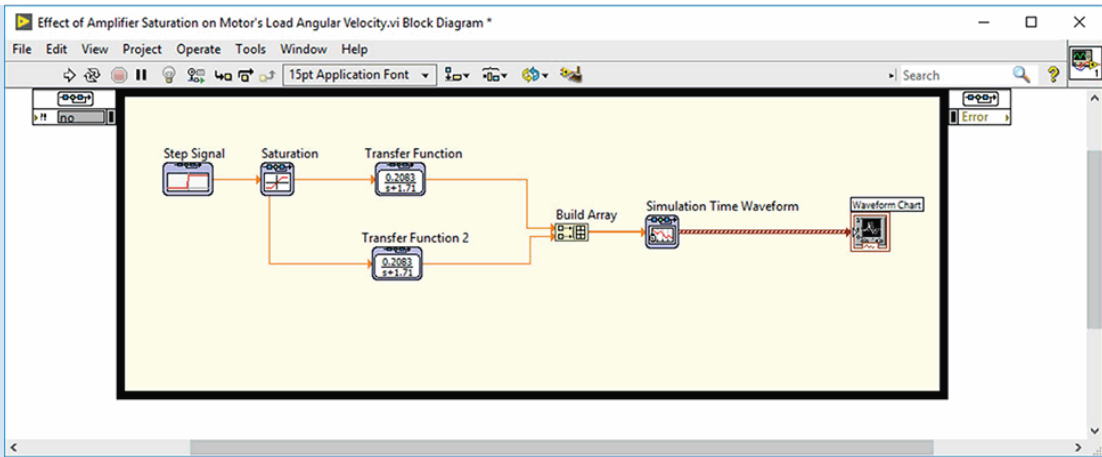 Effect of Amplifier Saturation on Motor's Load Angular Velocity.vi Block Diagram *
File Edit View Project Operate Tools Window Help
15pt Application Font
Search
1
no
Error
Step Signal
Saturation
Transfer Function
0.2083
s+1.71
Build Array
Simulation Time Waveform
Waveform Chart
Transfer Function 2
0.2083
s+1.71